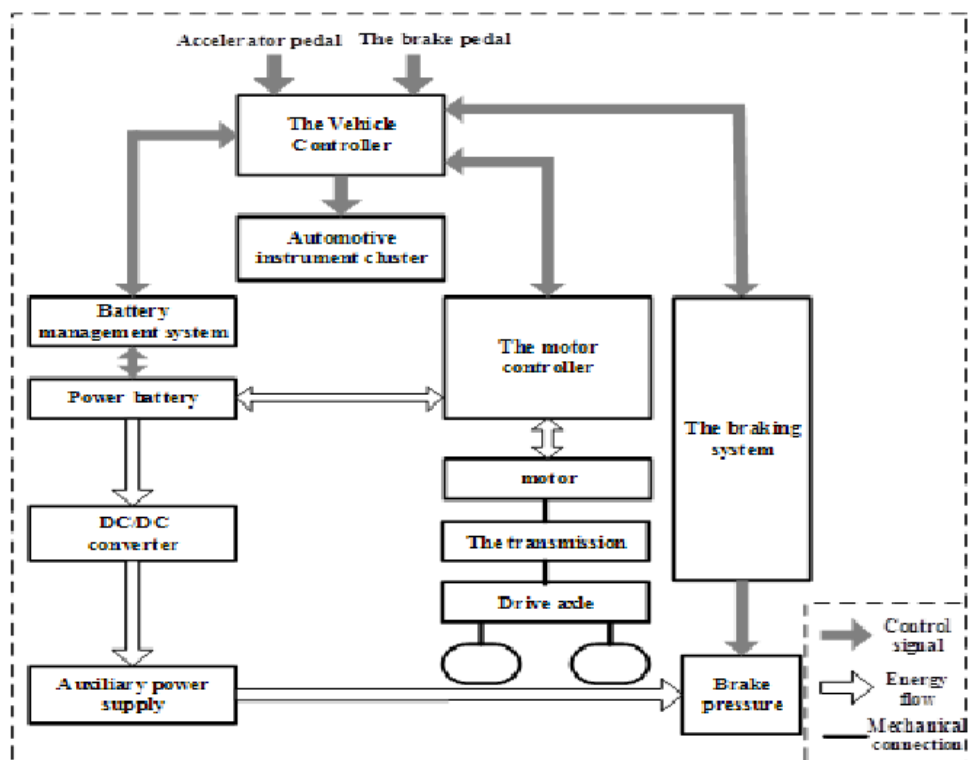 Accelerator pedal
The brake pedal
The Vehicle
Controller
Automotive
instrument cluster
Battery
management system
The motor
controller
Power battery
The braking
system
motor
DC/DC
converter
The transmission
Drive axle
Control
signal
Auxiliary power
supply
Brake
pressure
Energy
flow
Mechanical
connection